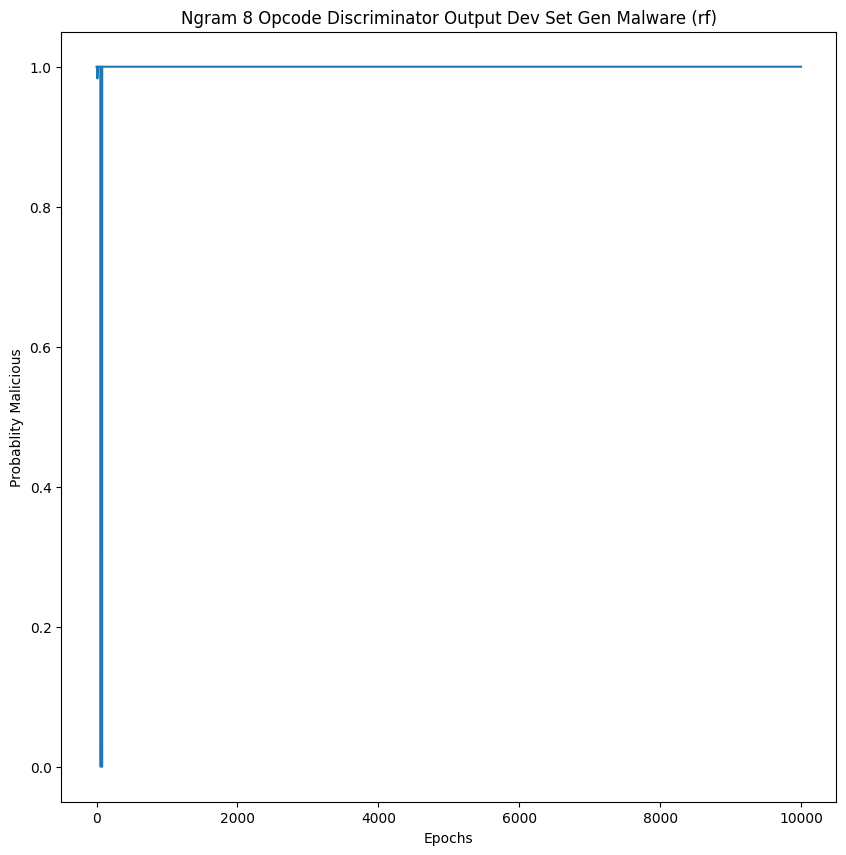 Ngram 8 Opcode Discriminator Output Dev Set Gen Malware (rf)
1.0
0.8
0.6
0.4
0.2
0.0
Probablity Malicious
0 2000 4000 6000 8000 10000
Epochs